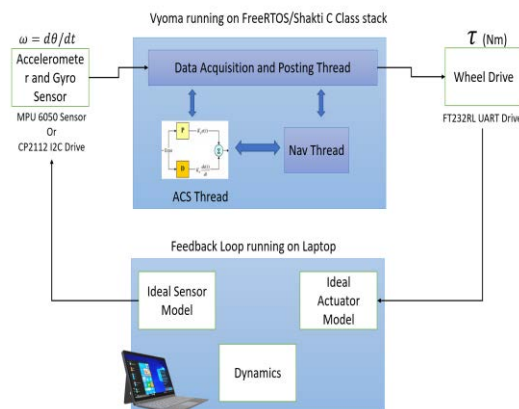 Vyoma running on FreeRTOS/Shakti C Class stack
ω = dθ/dt
τ (Nm)
Acceleromete
r and Gyro
Sensor
Data Acquisition and Posting Thread
Wheel Drive
MPU 6050 Sensor
Or
CP2112 I2C Drive
FT232RL UART Drive
P
D
Nav Thread
ACS Thread
Feedback Loop running on Laptop
Ideal Sensor
Model
Ideal
Actuator
Model
Dynamics